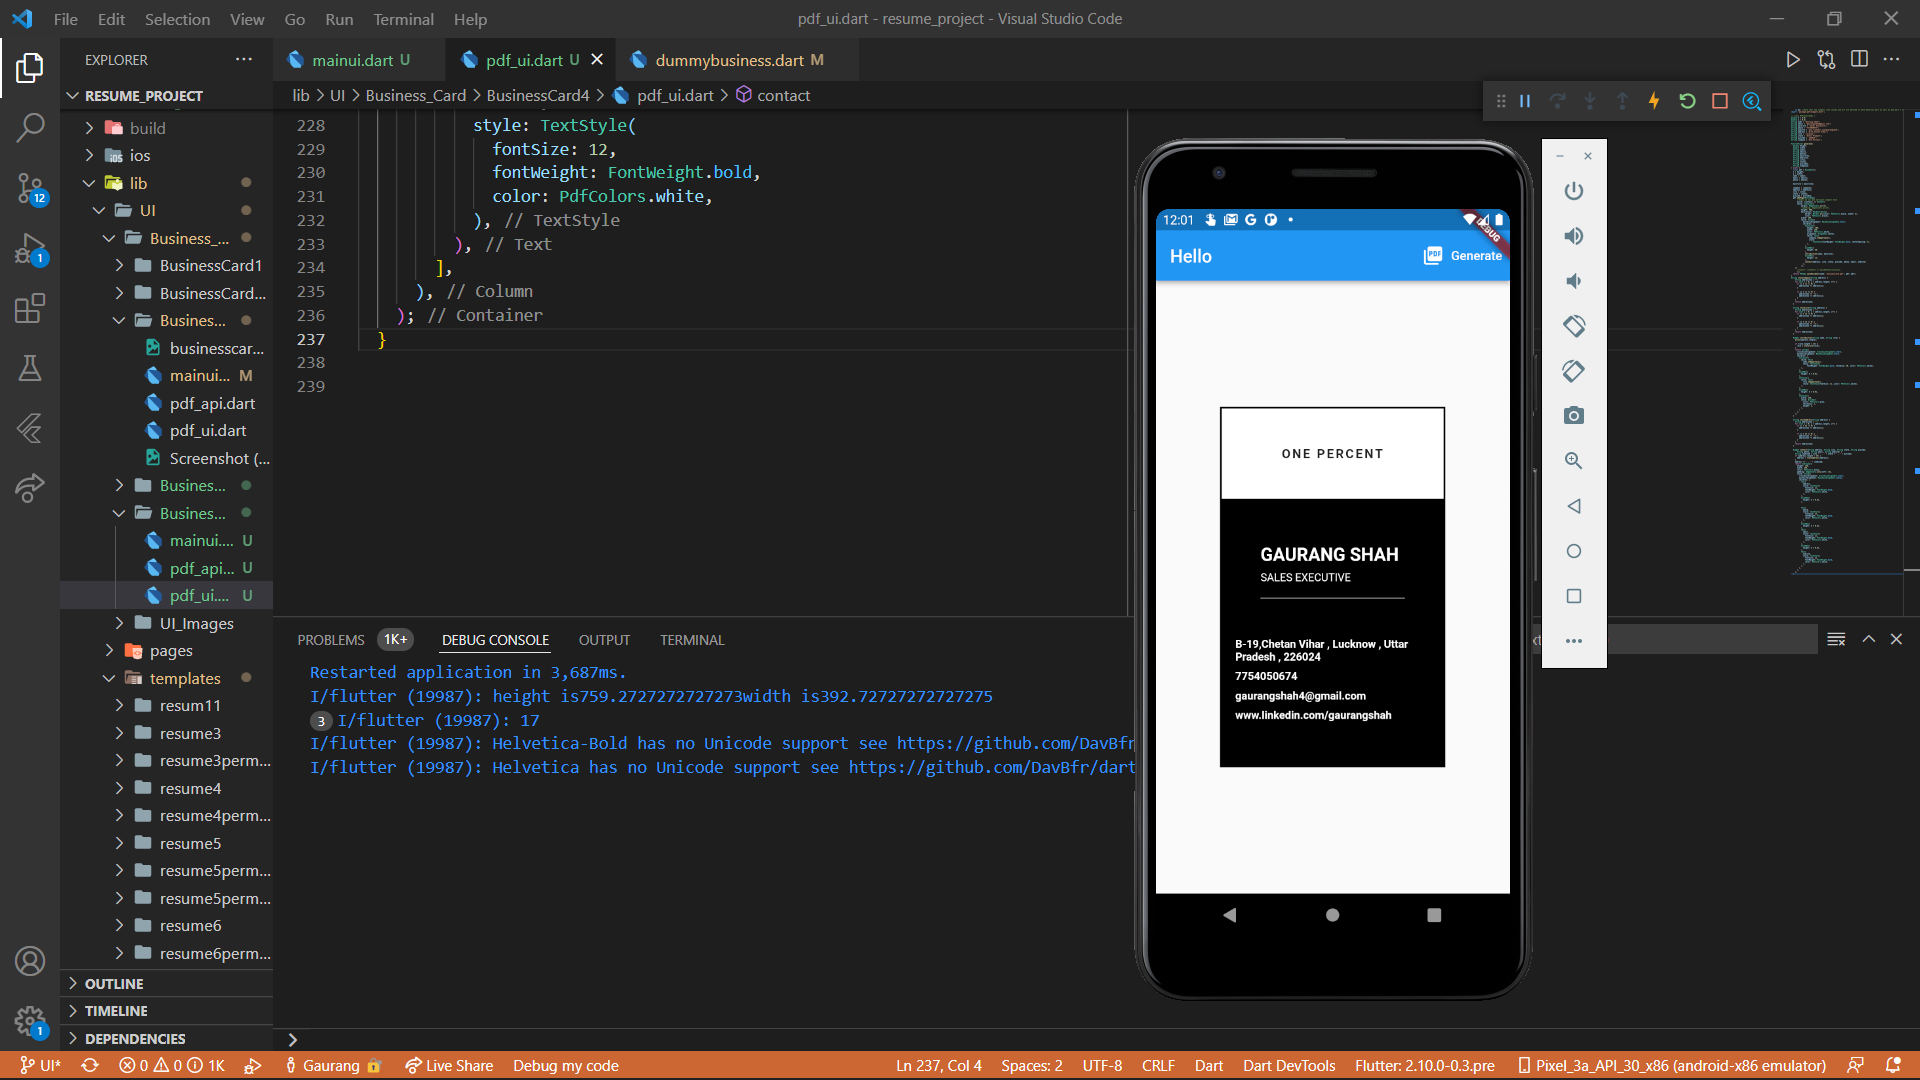 File Edit Selection View Go Run Terminal Help
pdf_ui.dart - resume_project - Visual Studio Code
EXPLORER
RESUME_PROJECT
build
ios
lib
UI
Business_...
BusinessCard1
BusinessCard...
Busines...
businesscar...
mainui.... M
pdf_api.dart
pdf_ui.dart
Screenshot (...
Busines...
Busines...
mainui.... U
pdf_api... U
pdf_ui.... U
UI_Images
pages
templates
resum11
resume3
resume3perm...
resume4
resume4perm...
resume5
resume5perm...
resume5perm...
resume6
resume6perm...
OUTLINE
TIMELINE
DEPENDENCIES
12
1
1
mainui.dart U
pdf_ui.dart U
dummybusiness.dart M
lib > UI > Business_Card > BusinessCard4 > pdf_ui.dart > contact
228 style: TextStyle(
229 fontSize: 12,
230 fontWeight: FontWeight.bold,
231 color: PdfColors.white,
232 ), // TextStyle
233 ), // Text
234 ],
235 ), // Column
236 ); // Container
237 }
238
239
PROBLEMS 1K+ DEBUG CONSOLE OUTPUT TERMINAL
Restarted application in 3,687ms.
I/flutter (19987): height is759.2727272727273width is392.72727272727275
3 I/flutter (19987): 17
I/flutter (19987): Helvetica-Bold has no Unicode support see https://github.com/DavBfr
I/flutter (19987): Helvetica has no Unicode support see https://github.com/DavBfr/dart
12:01
DEBUG
Hello
PDF Generate
ONE PERCENT
GAURANG SHAH
SALES EXECUTIVE
B-19,Chetan Vihar , Lucknow , Uttar
Pradesh , 226024
7754050674
gaurangshah4@gmail.com
www.linkedin.com/gaurangshah
UI* 0 0 1K Gaurang Live Share Debug my code
Ln 237, Col 4 Spaces: 2 UTF-8 CRLF Dart Dart DevTools Flutter: 2.10.0-0.3.pre Pixel_3a_API_30_x86 (android-x86 emulator)